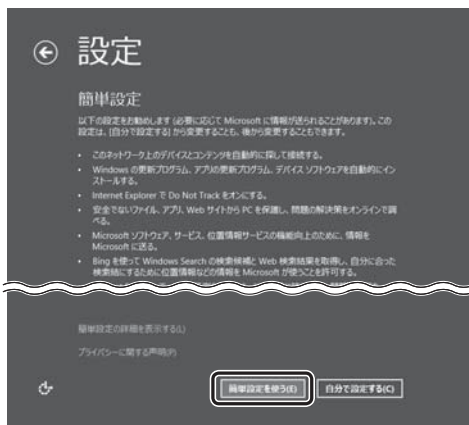 設定
簡単設定
以下の設定をお勧めします (必要に応じて Microsoft に情報が送られることがあります)。この
設定は、[自分で設定する] から変更することも、後から変更することもできます。
• このネットワーク上のデバイスとコンテンツを自動的に探して接続する。
• Windows の更新プログラム、アプリの更新プログラム、デバイス ソフトウェアを自動的にイン
ストールする。
• Internet Explorer で Do Not Track をオンにする。
• 安全でないファイル、アプリ、Web サイトから PC を保護し、問題の解決策をオンラインで調
べる。
• Microsoft ソフトウェア、サービス、位置情報サービスの機能向上のために、情報を
Microsoft に送る。
• Bing を使って Windows Search の検索候補と Web 検索結果を取得し、自分に合った
検索結にするために位置情報などの情報を Microsoft が使うことを許可する。
簡単設定の詳細を表示する(L)
プライバシーに関する声明(P)
簡単設定を使う(E)
自分で設定する(C)